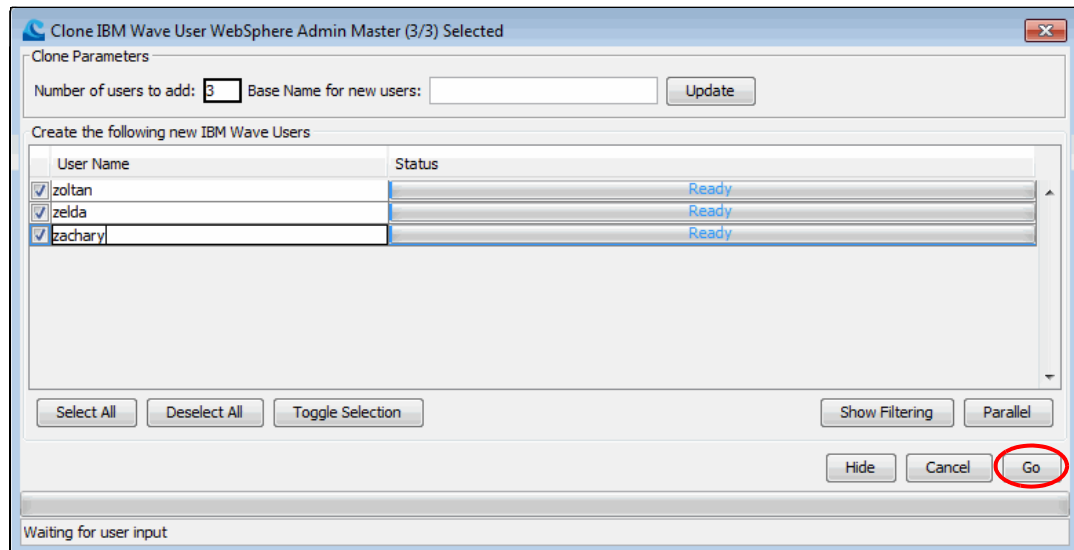 Clone IBM Wave User WebSphere Admin Master (3/3) Selected
Clone Parameters
Number of users to add: 3 Base Name for new users: Update
Create the following new IBM Wave Users
User Name Status
zoltan Ready
zelda Ready
zachary Ready
Select All Deselect All Toggle Selection Show Filtering Parallel
Hide Cancel Go
Waiting for user input